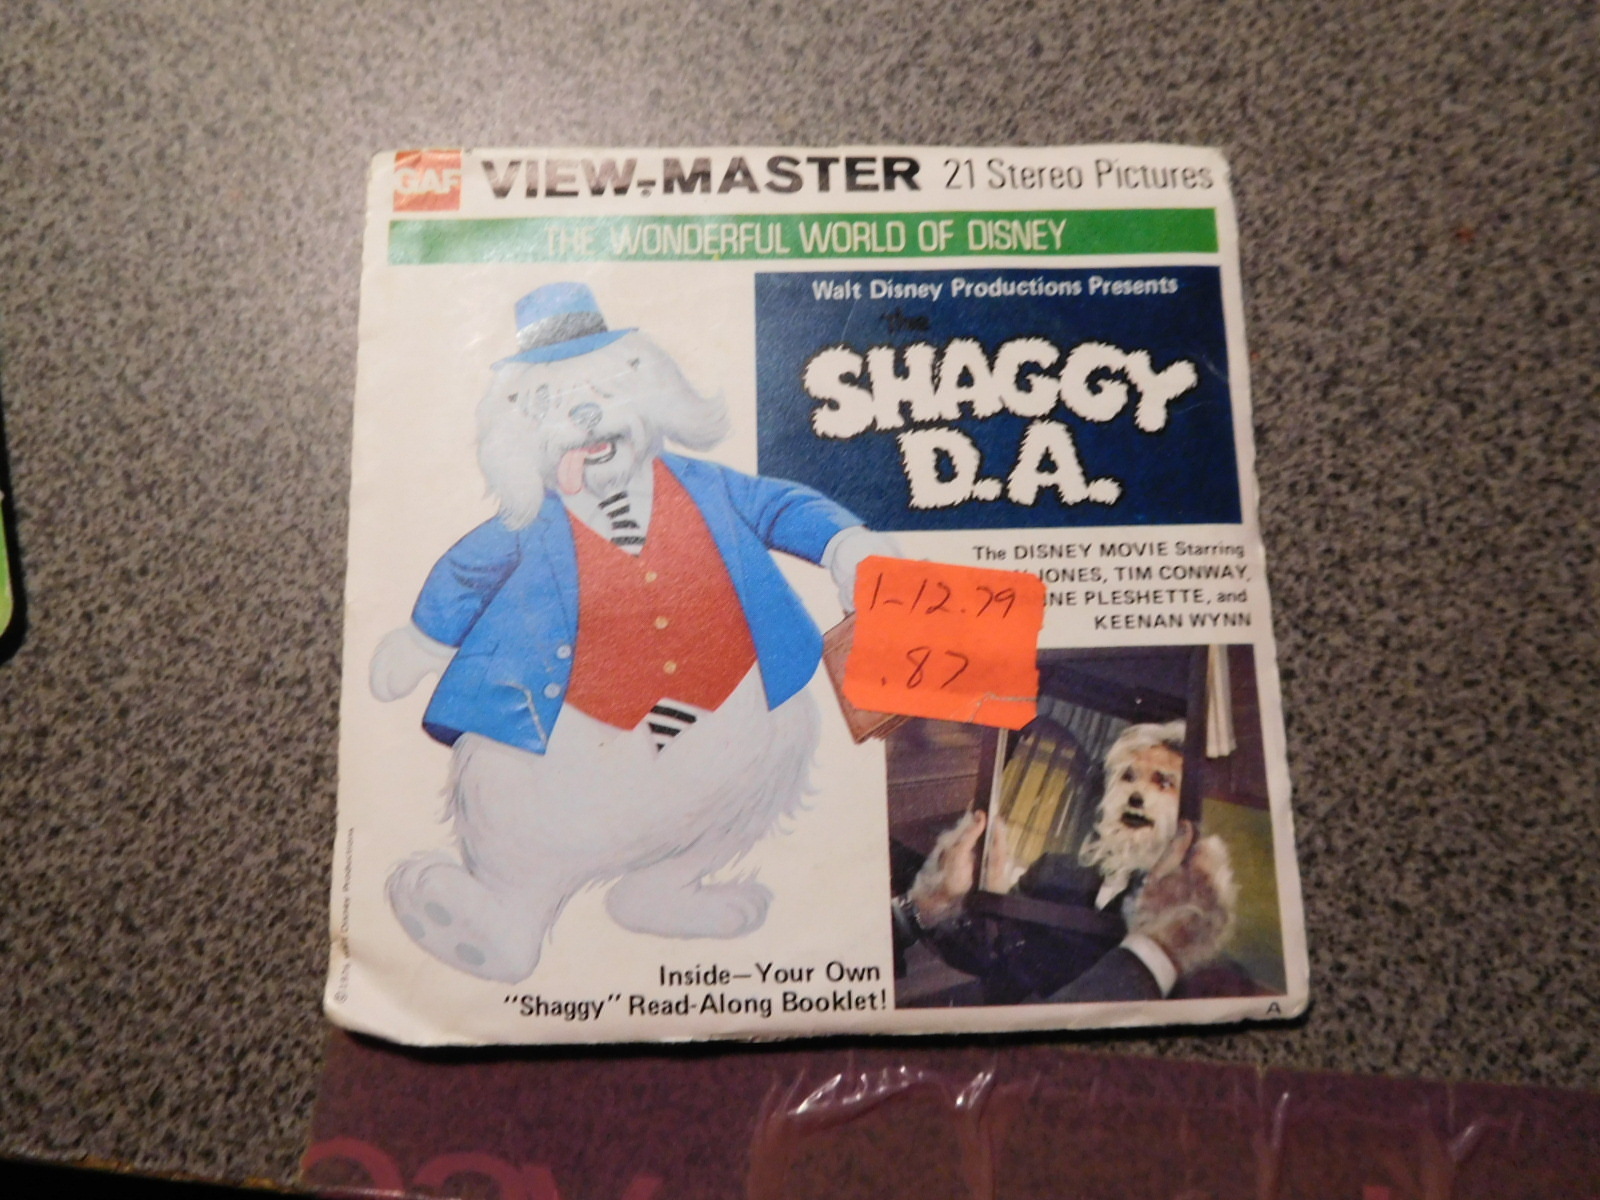 GAF VIEW-MASTER 21 Stereo Pictures
THE WONDERFUL WORLD OF DISNEY
Walt Disney Productions Presents
the
SHAGGY
D.A.
The DISNEY MOVIE Starring
JONES, TIM CONWAY,
PLESHETTE, and
KEENAN WYNN
1-12.79
.87
Inside—Your Own
"Shaggy" Read-Along Booklet!
A
Disney Productions